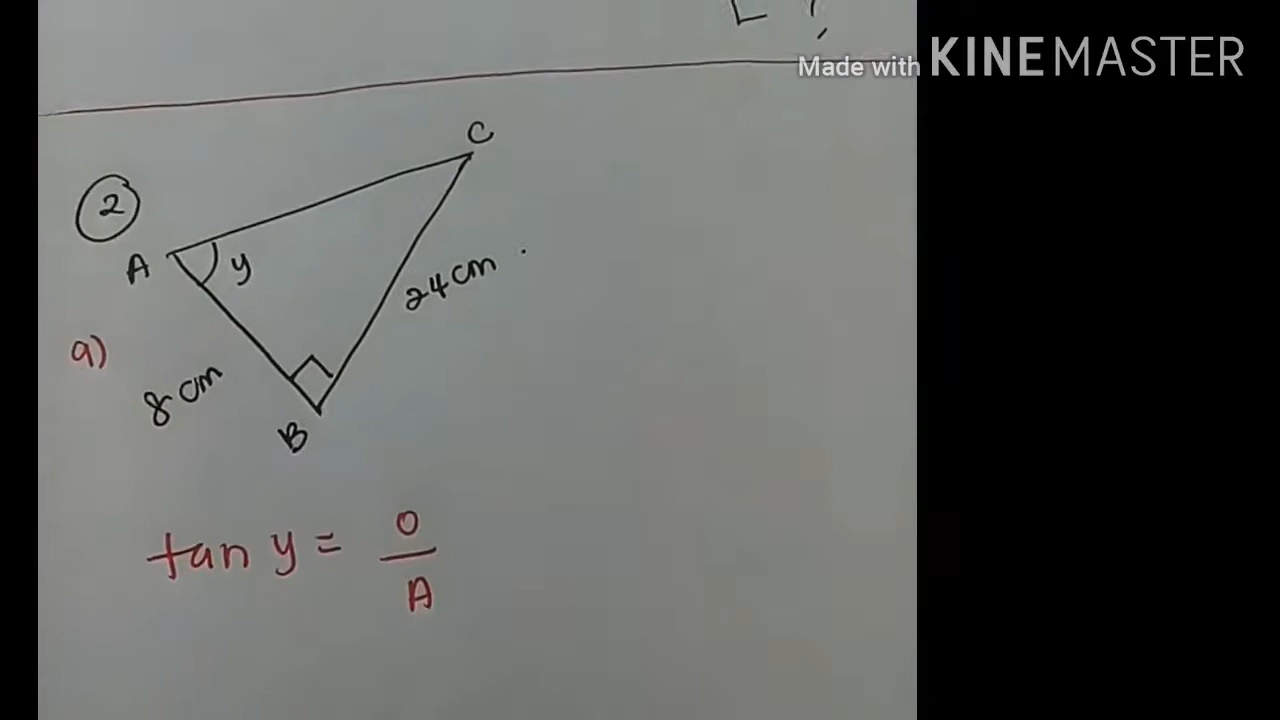 L ?
Made with KINEMASTER
C
2
A
y
24cm
a)
8cm
B
tan y = O
A